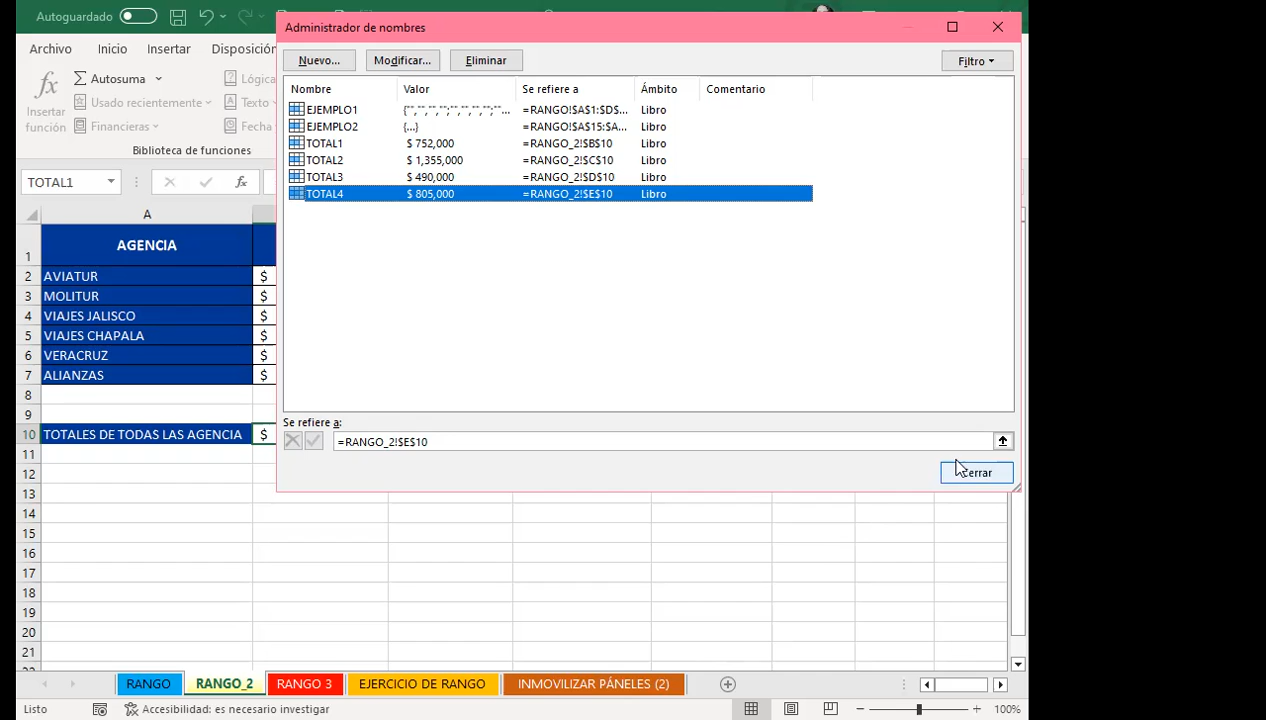 Autoguardado
Administrador de nombres
Archivo Inicio Insertar Disposición
Nuevo... Modificar... Eliminar Filtro
Autosuma Lógica
Usado recientemente Texto
Financieras Fecha
Insertar
función
Biblioteca de funciones
Nombre Valor Se refiere a Ámbito Comentario
EJEMPLO1 {"","","","";"","","","";""... =RANGO!$A$1:$D$... Libro
EJEMPLO2 {...} =RANGO!$A$15:$A... Libro
TOTAL1 $ 752,000 =RANGO_2!$B$10 Libro
TOTAL2 $ 1,355,000 =RANGO_2!$C$10 Libro
TOTAL3 $ 490,000 =RANGO_2!$D$10 Libro
TOTAL4 $ 805,000 =RANGO_2!$E$10 Libro
TOTAL1 fx
A
1 AGENCIA
2 AVIATUR $
3 MOLITUR $
4 VIAJES JALISCO $
5 VIAJES CHAPALA $
6 VERACRUZ $
7 ALIANZAS $
8
9
10 TOTALES DE TODAS LAS AGENCIA $
Se refiere a:
=RANGO_2!$E$10
Cerrar
11
12
13
14
15
16
17
18
19
20
21
22
RANGO RANGO_2 RANGO 3 EJERCICIO DE RANGO INMOVILIZAR PÁNELES (2)
Listo Accesibilidad: es necesario investigar 100%